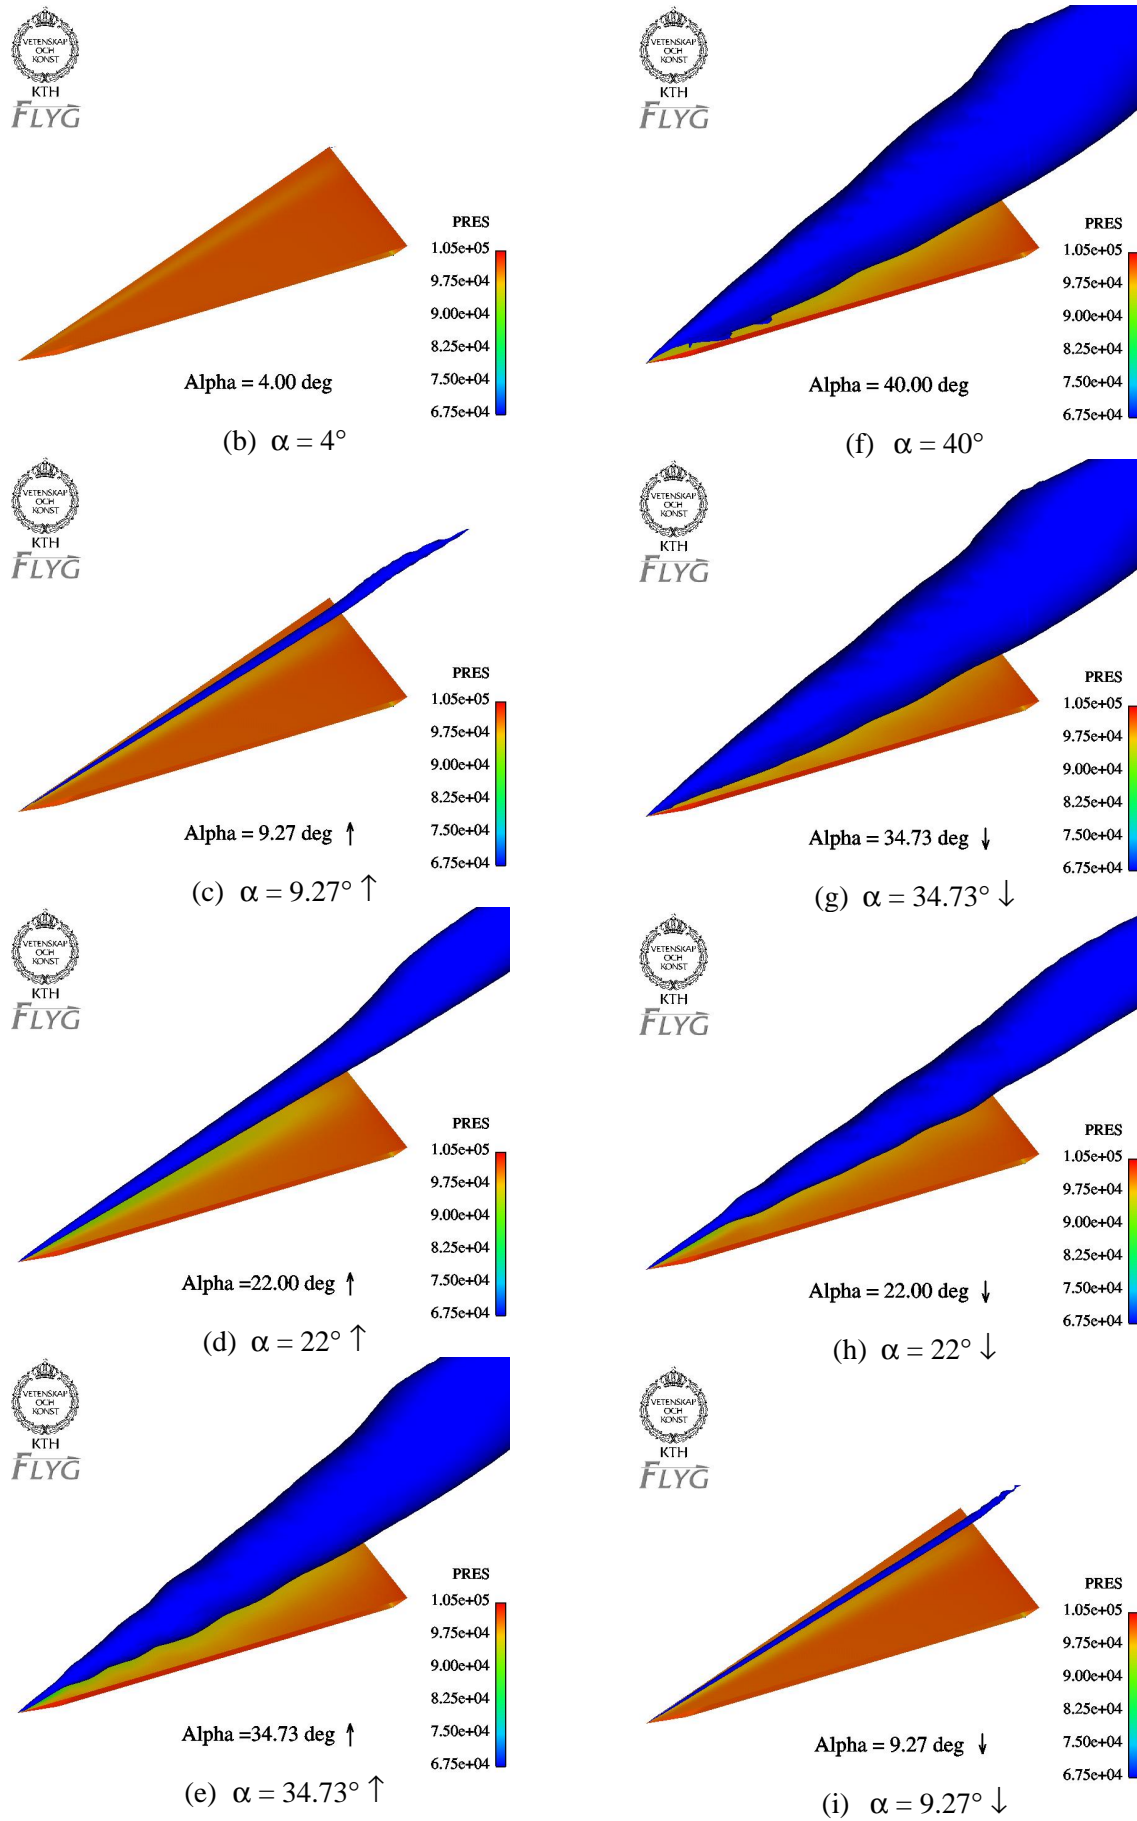 VETENSKAP
OCH
KONST
KTH
FLYG
PRES
1.05e+05
9.75e+04
9.00e+04
8.25e+04
7.50e+04
6.75e+04
Alpha = 4.00 deg
(b) α = 4°
VETENSKAP
OCH
KONST
KTH
FLYG
PRES
1.05e+05
9.75e+04
9.00e+04
8.25e+04
7.50e+04
6.75e+04
Alpha = 9.27 deg ↑
(c) α = 9.27° ↑
VETENSKAP
OCH
KONST
KTH
FLYG
PRES
1.05e+05
9.75e+04
9.00e+04
8.25e+04
7.50e+04
6.75e+04
Alpha =22.00 deg ↑
(d) α = 22° ↑
VETENSKAP
OCH
KONST
KTH
FLYG
PRES
1.05e+05
9.75e+04
9.00e+04
8.25e+04
7.50e+04
6.75e+04
Alpha =34.73 deg ↑
(e) α = 34.73° ↑
VETENSKAP
OCH
KONST
KTH
FLYG
PRES
1.05e+05
9.75e+04
9.00e+04
8.25e+04
7.50e+04
6.75e+04
Alpha = 40.00 deg
(f) α = 40°
VETENSKAP
OCH
KONST
KTH
FLYG
PRES
1.05e+05
9.75e+04
9.00e+04
8.25e+04
7.50e+04
6.75e+04
Alpha = 34.73 deg ↓
(g) α = 34.73° ↓
VETENSKAP
OCH
KONST
KTH
FLYG
PRES
1.05e+05
9.75e+04
9.00e+04
8.25e+04
7.50e+04
6.75e+04
Alpha = 22.00 deg ↓
(h) α = 22° ↓
VETENSKAP
OCH
KONST
KTH
FLYG
PRES
1.05e+05
9.75e+04
9.00e+04
8.25e+04
7.50e+04
6.75e+04
Alpha = 9.27 deg ↓
(i) α = 9.27° ↓